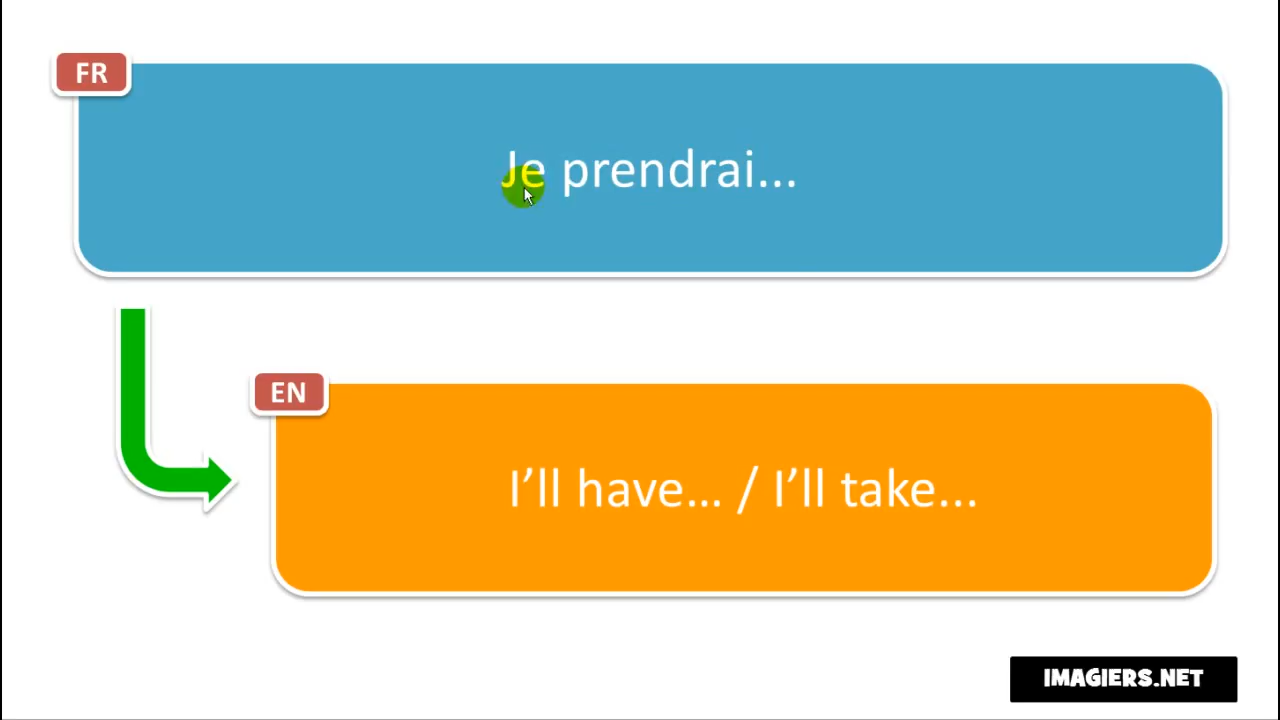 FR
Je prendrai...
EN
I’ll have... / I’ll take...
IMAGIERS.NET